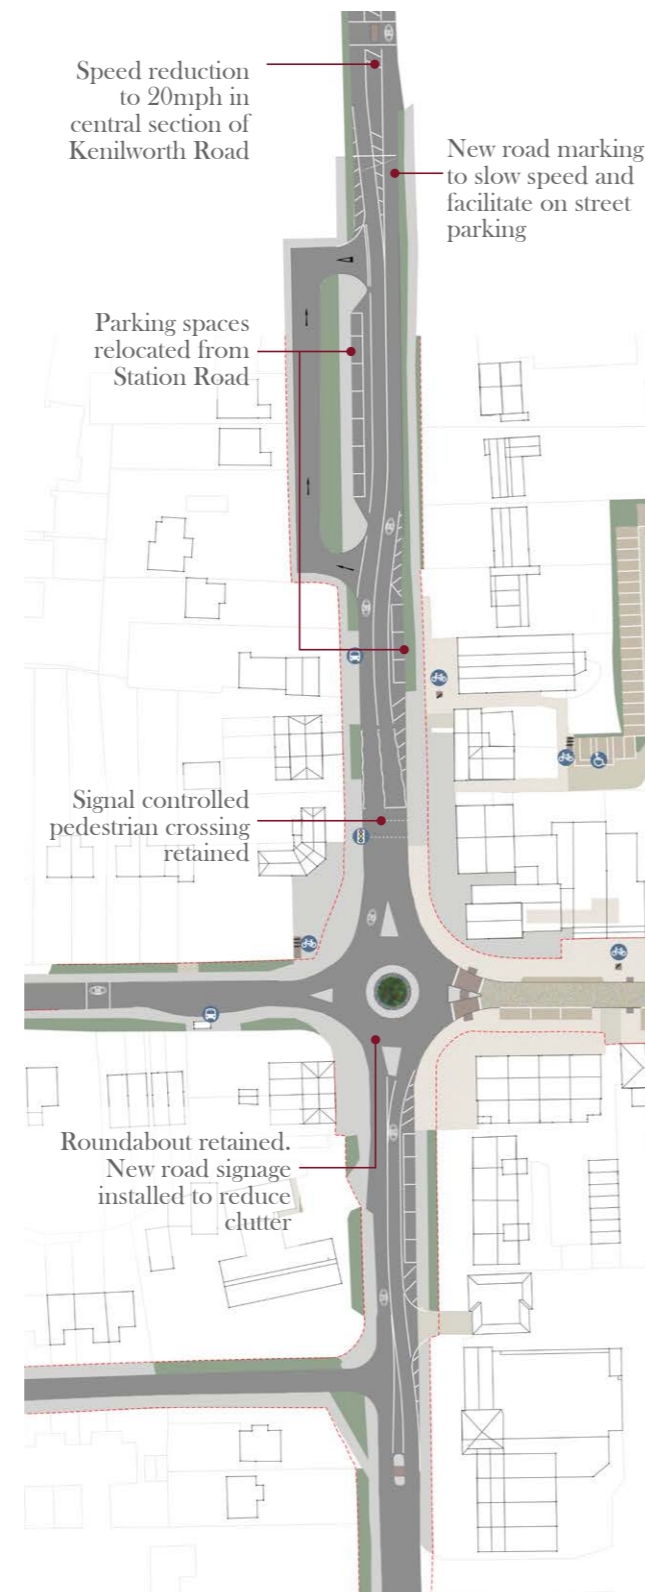 Speed reduction
to 20mph in
central section of
Kenilworth Road
New road marking
to slow speed and
facilitate on street
parking
Parking spaces
relocated from
Station Road
Signal controlled
pedestrian crossing
retained
Roundabout retained.
New road signage
installed to reduce
clutter